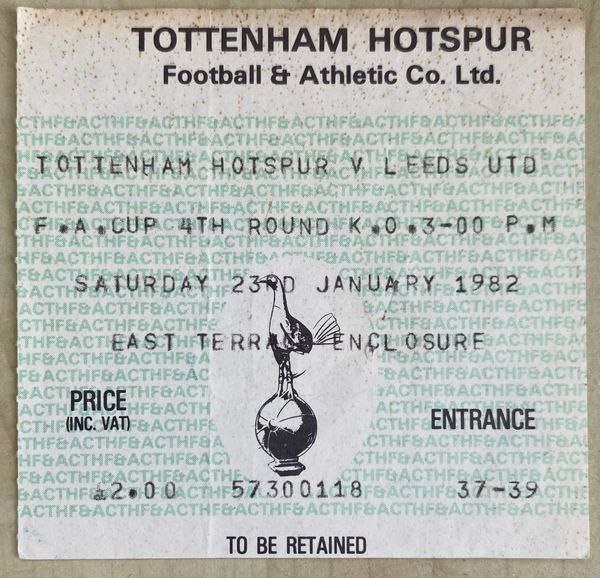 TOTTENHAM HOTSPUR
Football & Athletic Co. Ltd.
TOTTENHAM HOTSPUR V LEEDS UTD
F.A.CUP 4TH ROUND K.O.3-00 P.M
SATURDAY 23RD JANUARY 1982
EAST TERRACE ENCLOSURE
PRICE
(INC. VAT)
ENTRANCE
£2.00 57300118 37-39
TO BE RETAINED